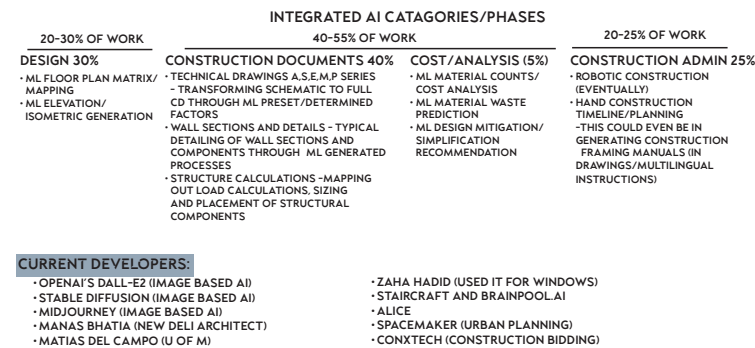 INTEGRATED AI CATAGORIES/PHASES
20-30% OF WORK
40-55% OF WORK
20-25% OF WORK
DESIGN 30%
• ML FLOOR PLAN MATRIX/
MAPPING
• ML ELEVATION/
ISOMETRIC GENERATION
CONSTRUCTION DOCUMENTS 40%
• TECHNICAL DRAWINGS A,S,E,M,P SERIES
- TRANSFORMING SCHEMATIC TO FULL
CD THROUGH ML PRESET/DETERMINED
FACTORS
• WALL SECTIONS AND DETAILS - TYPICAL
DETAILING OF WALL SECTIONS AND
COMPONENTS THROUGH ML GENERATED
PROCESSES
• STRUCTURE CALCULATIONS -MAPPING
OUT LOAD CALCULATIONS, SIZING
AND PLACEMENT OF STRUCTURAL
COMPONENTS
COST/ANALYSIS (5%)
• ML MATERIAL COUNTS/
COST ANALYSIS
• ML MATERIAL WASTE
PREDICTION
• ML DESIGN MITIGATION/
SIMPLIFICATION
RECOMMENDATION
CONSTRUCTION ADMIN 25%
• ROBOTIC CONSTRUCTION
(EVENTUALLY)
• HAND CONSTRUCTION
TIMELINE/PLANNING
-THIS COULD EVEN BE IN
GENERATING CONSTRUCTION
FRAMING MANUALS (IN
DRAWINGS/MULTILINGUAL
INSTRUCTIONS)
CURRENT DEVELOPERS:
• OPENAI'S DALL-E2 (IMAGE BASED AI)
• STABLE DIFFUSION (IMAGE BASED AI)
• MIDJOURNEY (IMAGE BASED AI)
• MANAS BHATIA (NEW DELI ARCHITECT)
• MATIAS DEL CAMPO (U OF M)
• ZAHA HADID (USED IT FOR WINDOWS)
• STAIRCRAFT AND BRAINPOOL.AI
• ALICE
• SPACEMAKER (URBAN PLANNING)
• CONXTECH (CONSTRUCTION BIDDING)